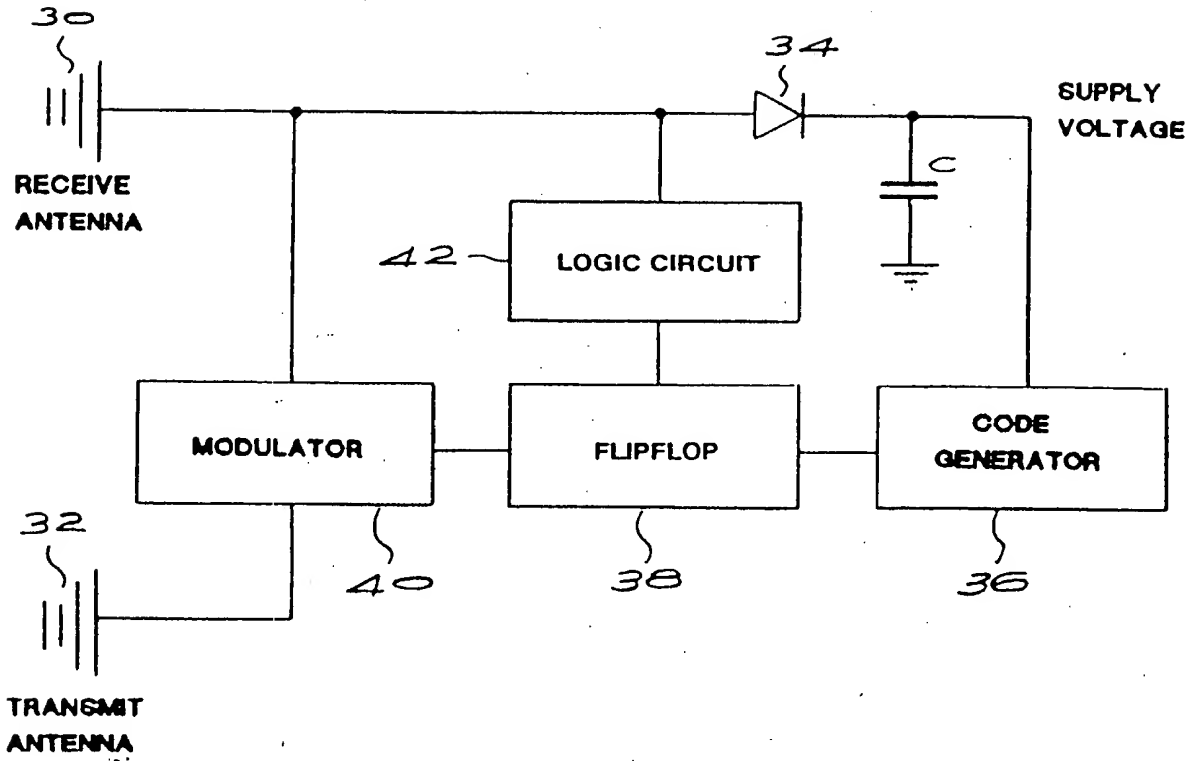 30
34
SUPPLY
VOLTAGE
C
RECEIVE
ANTENNA
42
LOGIC CIRCUIT
MODULATOR
FLIPFLOP
CODE
GENERATOR
32
40
38
36
TRANSMIT
ANTENNA